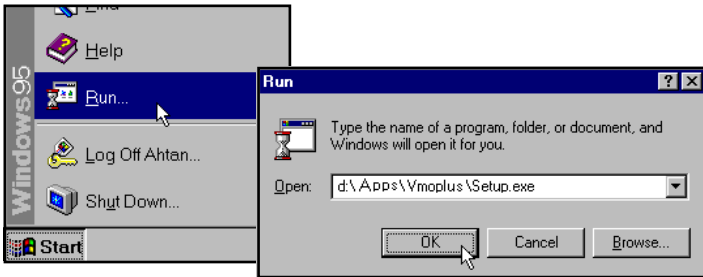 Find
Help
Run...
Log Off Ahtan...
Shut Down...
Windows95
Start
Run
Type the name of a program, folder, or document, and
Windows will open it for you.
Open: d:\Apps\Vmoplus\Setup.exe
OK Cancel Browse...